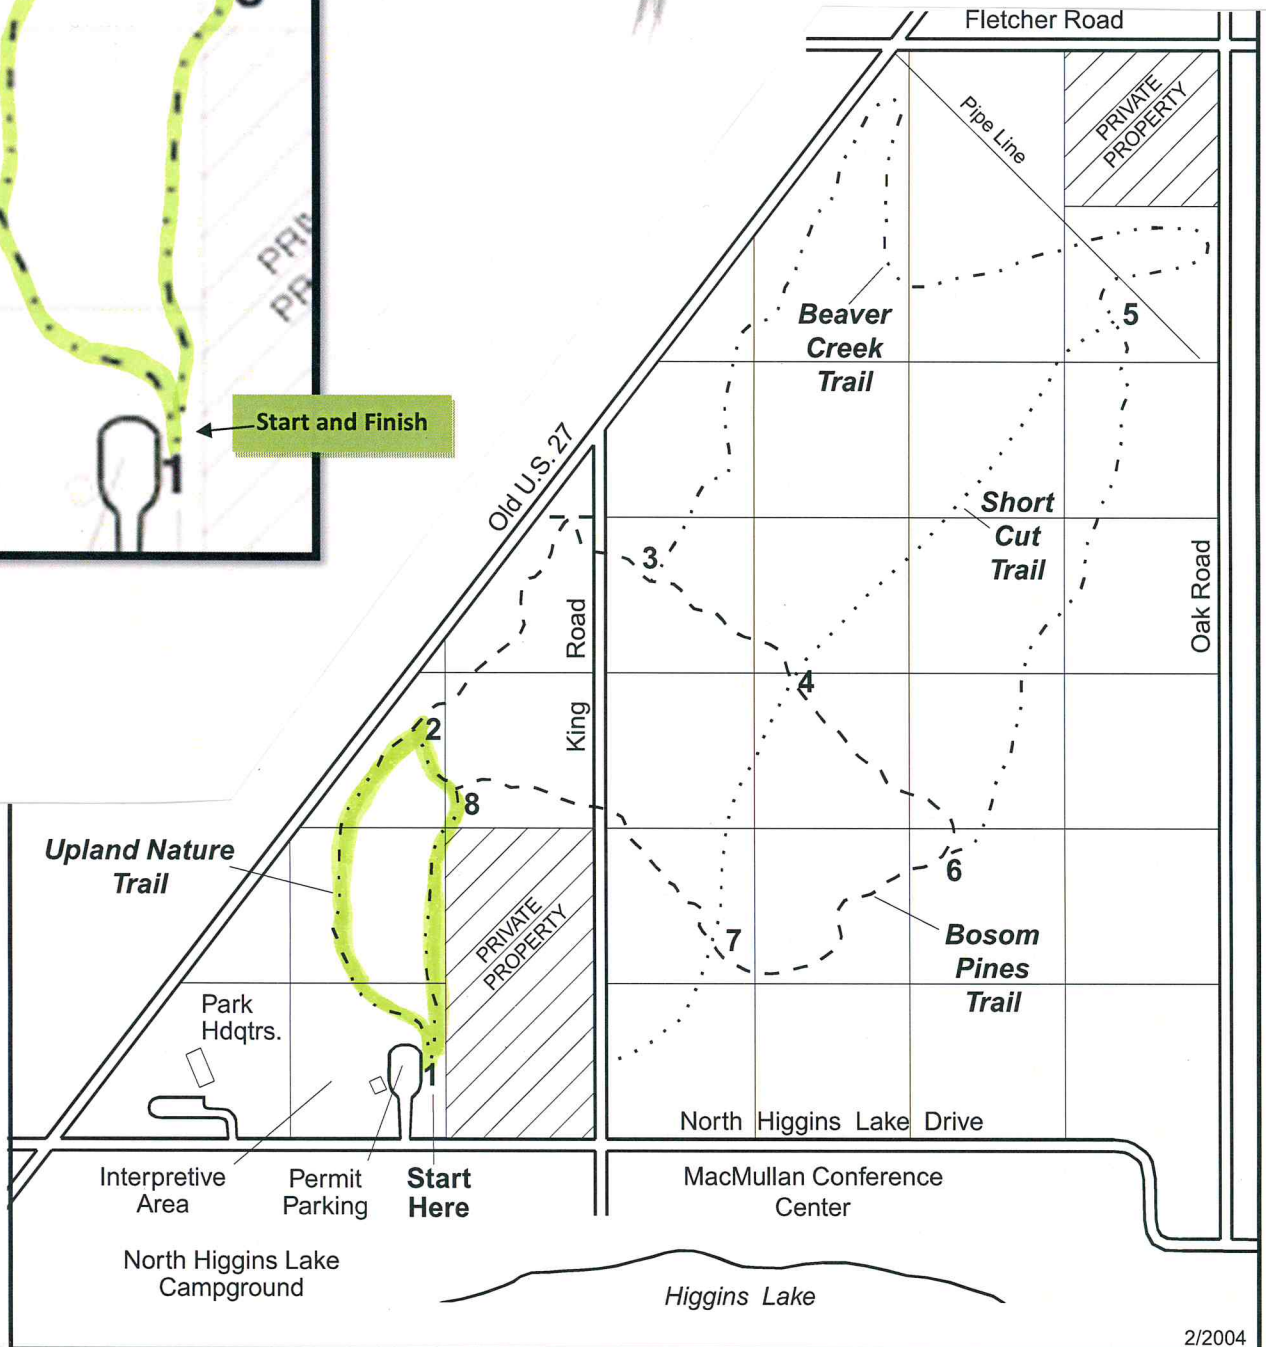 Fletcher Road
Pipe Line
PRIVATE
PROPERTY
Start and Finish
1
Old U.S. 27
Beaver
Creek
Trail
5
Short
Cut
Trail
Oak Road
3
King Road
4
2
8
Upland Nature
Trail
PRIVATE
PROPERTY
6
7
Bosom
Pines
Trail
Park
Hdqtrs.
1
North Higgins Lake Drive
Interpretive
Area
Permit
Parking
Start
Here
MacMullan Conference
Center
North Higgins Lake
Campground
Higgins Lake
2/2004